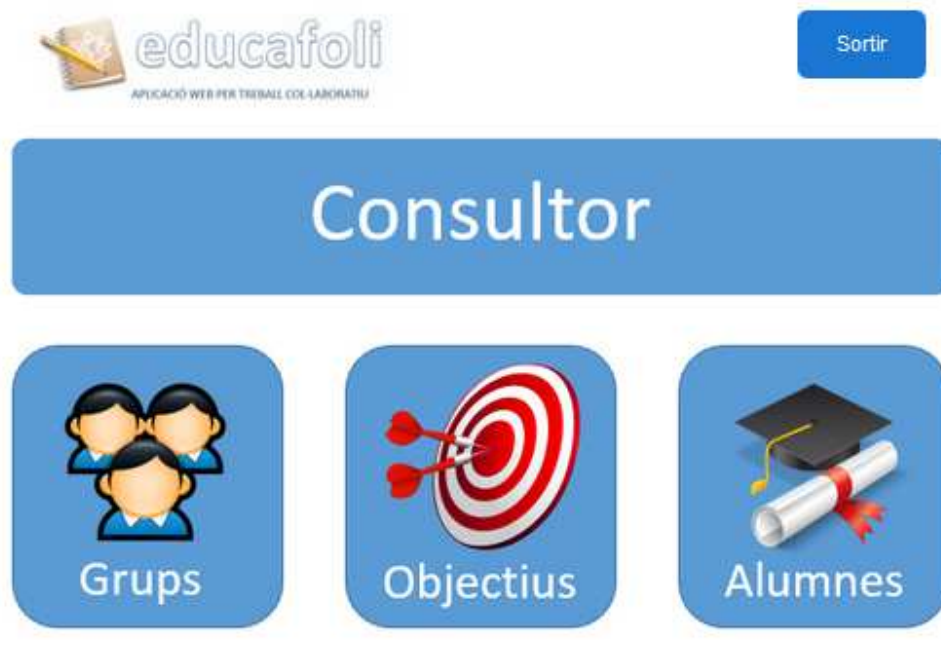 educafoli
Sortir
APLICACIÓ WEB PER TREBALL COL·LABORATIU
Consultor
Grups
Objectius
Alumnes